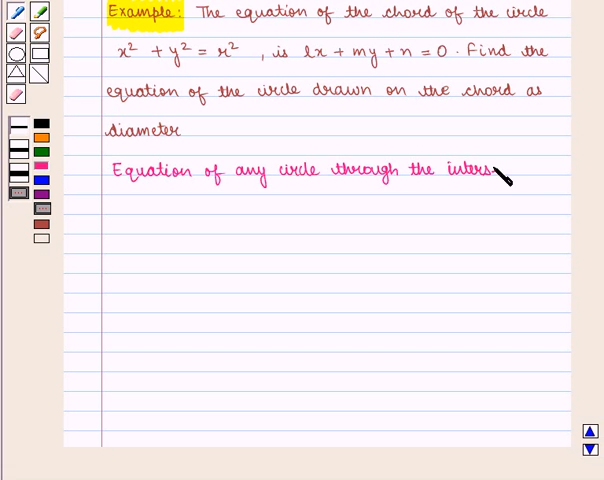 Example: The equation of the chord of the circle
x² + y² = r² , is lx + my + n = 0. Find the
equation of the circle drawn on the chord as
diameter
Equation of any circle through the inters